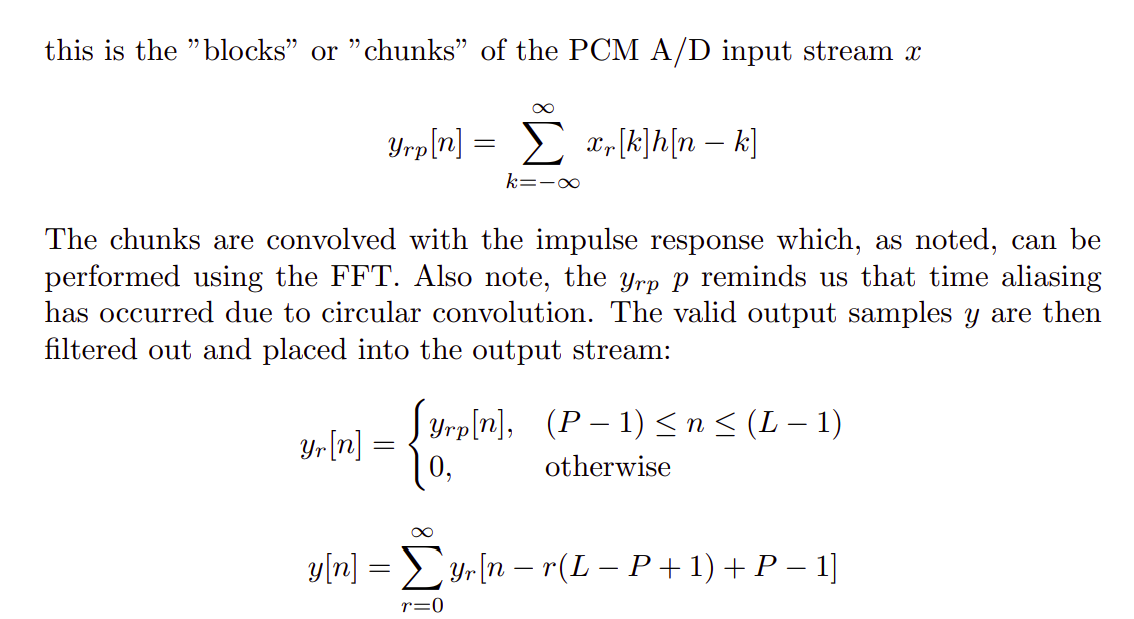 this is the ”blocks” or ”chunks” of the PCM A/D input stream x
y_{rp}[n] = \sum_{k=-\infty}^{\infty} x_r[k]h[n − k]
The chunks are convolved with the impulse response which, as noted, can be
performed using the FFT. Also note, the y_{rp} p reminds us that time aliasing
has occurred due to circular convolution. The valid output samples y are then
filtered out and placed into the output stream:
y_r[n] = \begin{cases} y_{rp}[n], & (P − 1) ≤ n ≤ (L − 1) \\ 0, & \text{otherwise} \end{cases}
y[n] = \sum_{r=0}^{\infty} y_r[n − r(L − P + 1) + P − 1]